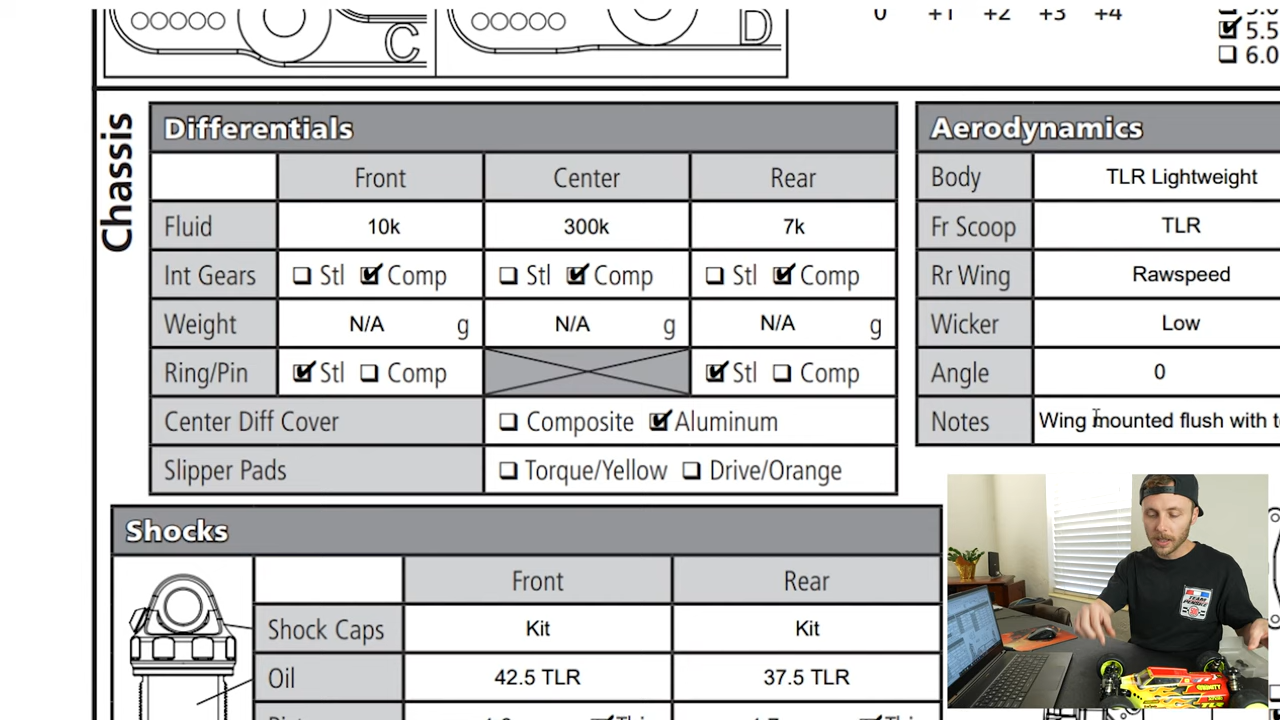 C
D
0 +1 +2 +3 +4
5.5
6.0
Chassis
Differentials
Front Center Rear
Fluid 10k 300k 7k
Int Gears Stl Comp Stl Comp Stl Comp
Weight N/A g N/A g N/A g
Ring/Pin Stl Comp Stl Comp
Center Diff Cover Composite Aluminum
Slipper Pads Torque/Yellow Drive/Orange
Aerodynamics
Body TLR Lightweight
Fr Scoop TLR
Rr Wing Rawspeed
Wicker Low
Angle 0
Notes Wing mounted flush with
Shocks
Front Rear
Shock Caps Kit Kit
Oil 42.5 TLR 37.5 TLR
TEAM
PENSKE